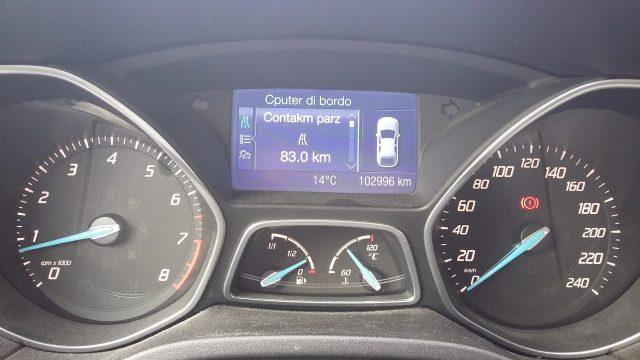 Cputer di bordo
Contakm parz
83.0 km
14°C 102996 km
0 1 2 3 4 5 6 7 8
rpm x 1000
1/1 1/2 0
60 120 °C
0 20 40 60 80 100 120 140 180 200 240
km/h